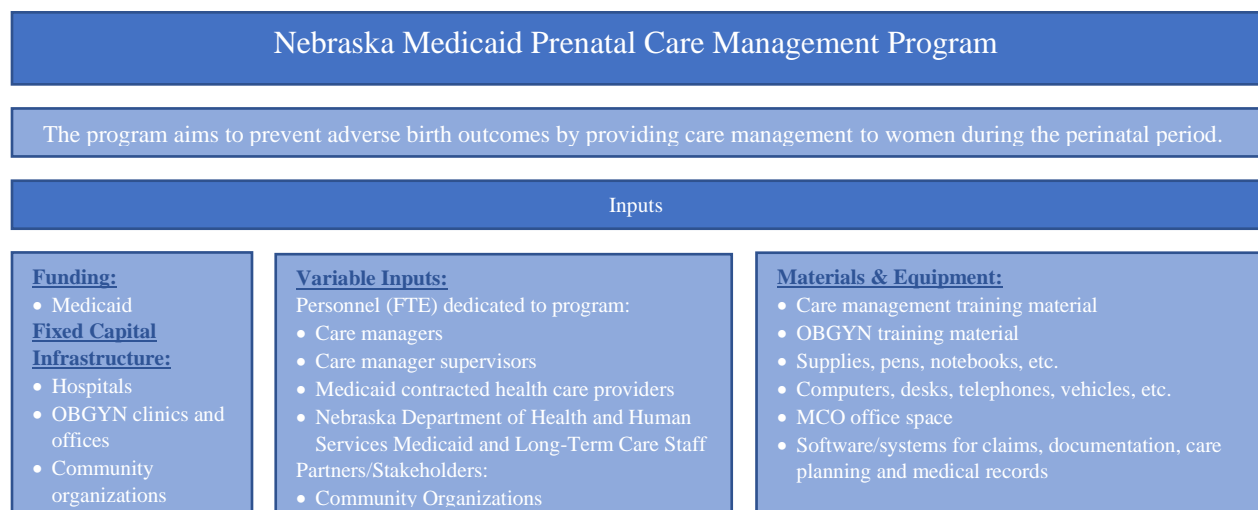 Nebraska Medicaid Prenatal Care Management Program
The program aims to prevent adverse birth outcomes by providing care management to women during the perinatal period.
Inputs
Funding:
• Medicaid
Fixed Capital
Infrastructure:
• Hospitals
• OBGYN clinics and
offices
• Community
organizations
Variable Inputs:
Personnel (FTE) dedicated to program:
• Care managers
• Care manager supervisors
• Medicaid contracted health care providers
• Nebraska Department of Health and Human
Services Medicaid and Long-Term Care Staff
Partners/Stakeholders:
• Community Organizations
Materials & Equipment:
• Care management training material
• OBGYN training material
• Supplies, pens, notebooks, etc.
• Computers, desks, telephones, vehicles, etc.
• MCO office space
• Software/systems for claims, documentation, care
planning and medical records